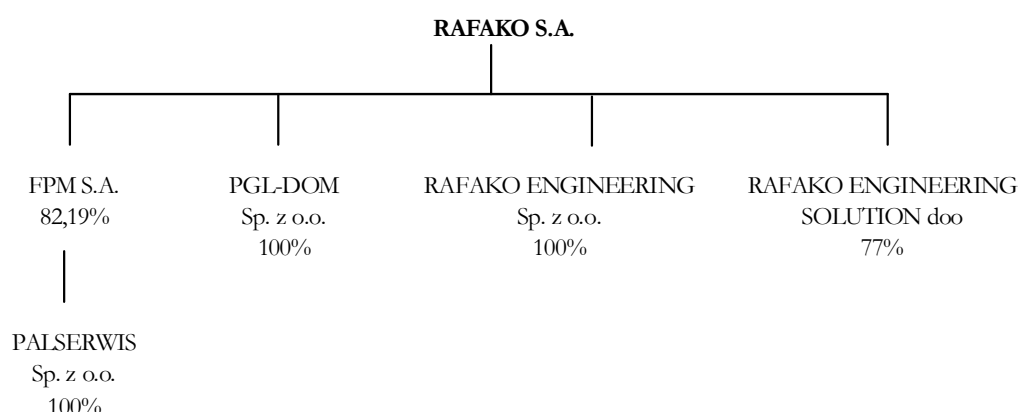 RAFAKO S.A.
FPM S.A.
82,19%
PGL-DOM
Sp. z o.o.
100%
RAFAKO ENGINEERING
Sp. z o.o.
100%
RAFAKO ENGINEERING
SOLUTION doo
77%
PALSERWIS
Sp. z o.o.
100%